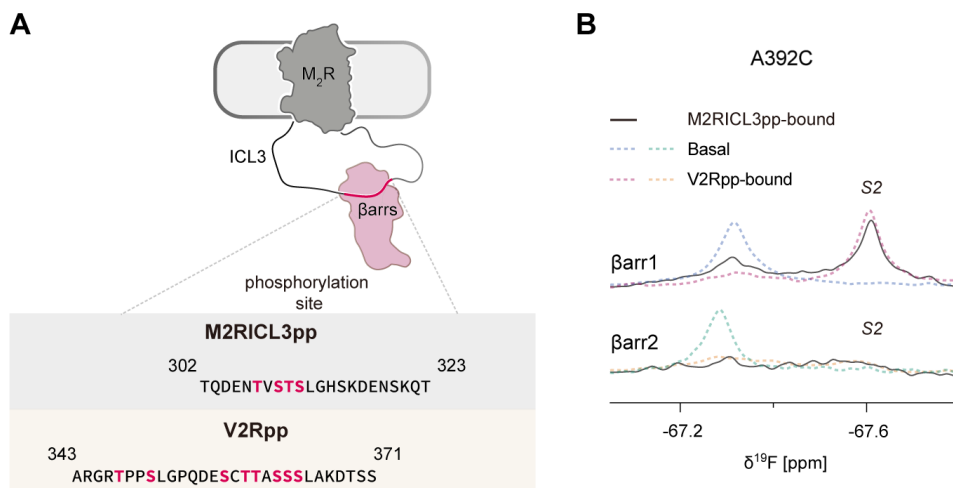 A
M₂R
ICL3
βarrs
phosphorylation
site
M2RICL3pp
302 323
TQDENTVSTSLGHSKDENSKQT
V2Rpp
343 371
ARGRTPPSLGPQDESCTTASSSLAKDTSS
B
A392C
M2RICL3pp-bound
Basal
V2Rpp-bound
S2
βarr1
S2
βarr2
-67.2 -67.6
δ¹⁹F [ppm]